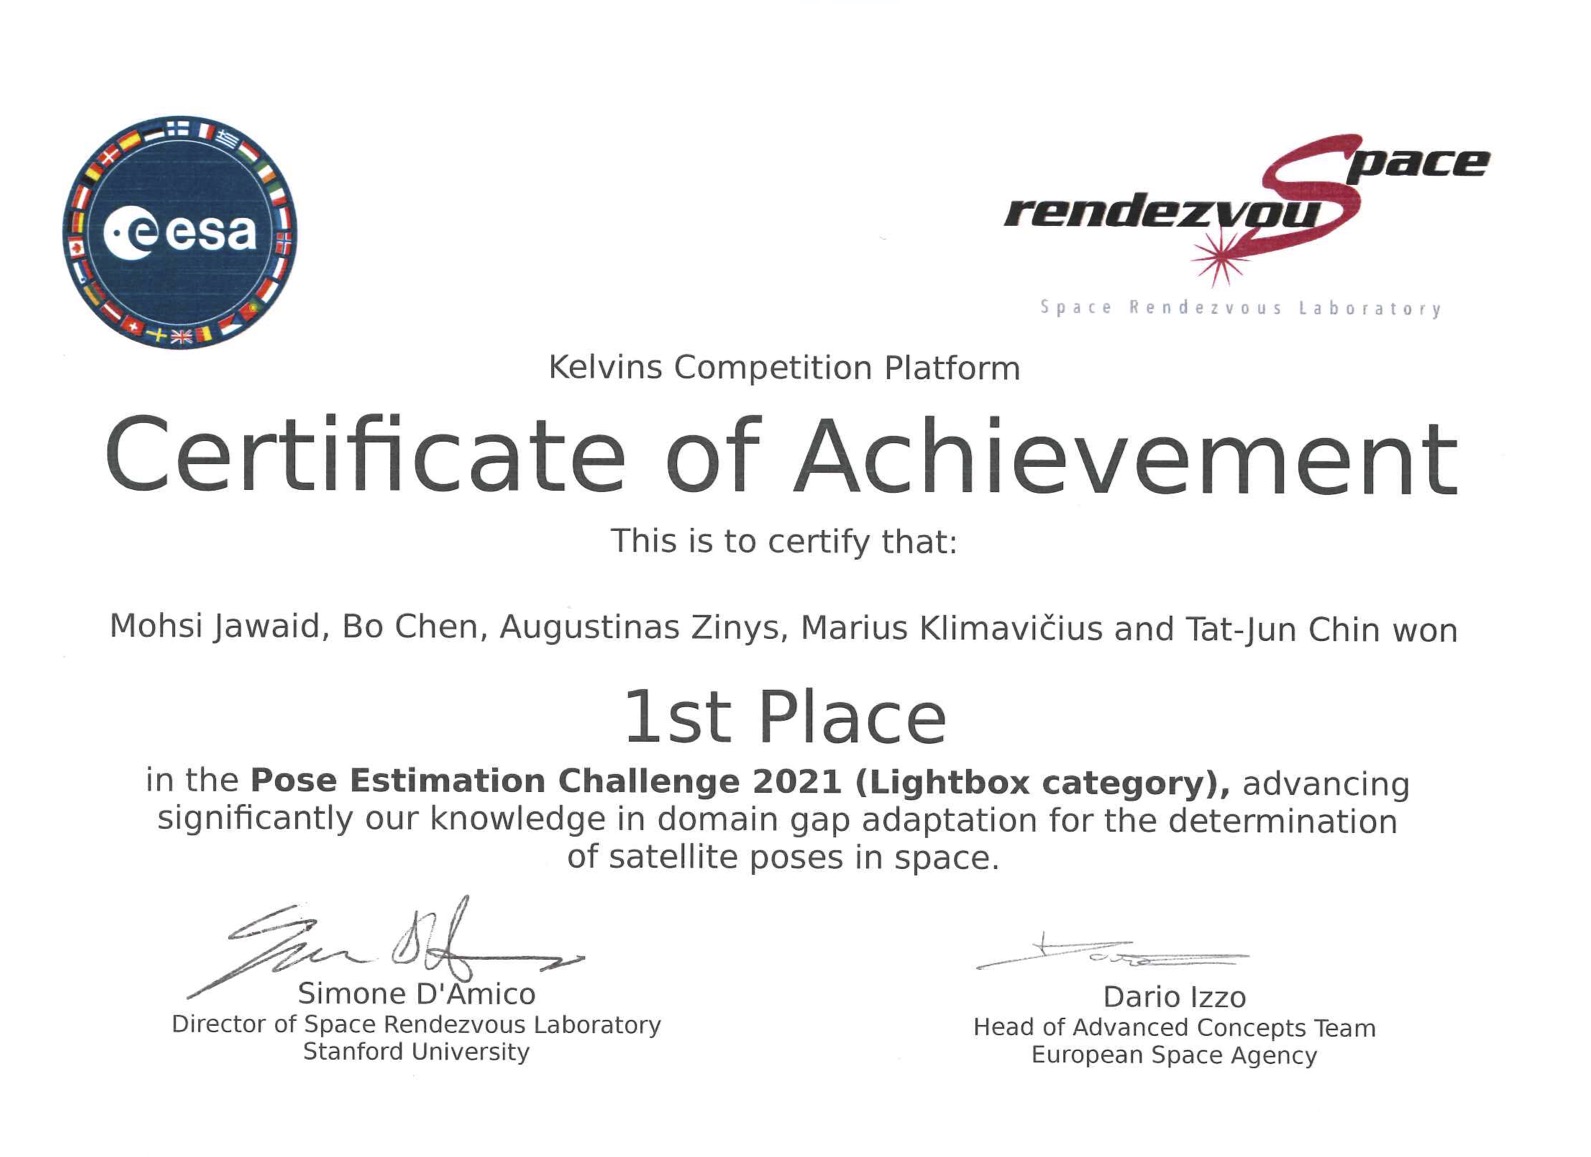 esa
Space
rendezvouS
Space Rendezvous Laboratory
Kelvins Competition Platform
Certificate of Achievement
This is to certify that:
Mohsi Jawaid, Bo Chen, Augustinas Zinys, Marius Klimavičius and Tat-Jun Chin won
1st Place
in the Pose Estimation Challenge 2021 (Lightbox category), advancing
significantly our knowledge in domain gap adaptation for the determination
of satellite poses in space.
Simone D'Amico
Director of Space Rendezvous Laboratory
Stanford University
Dario Izzo
Head of Advanced Concepts Team
European Space Agency